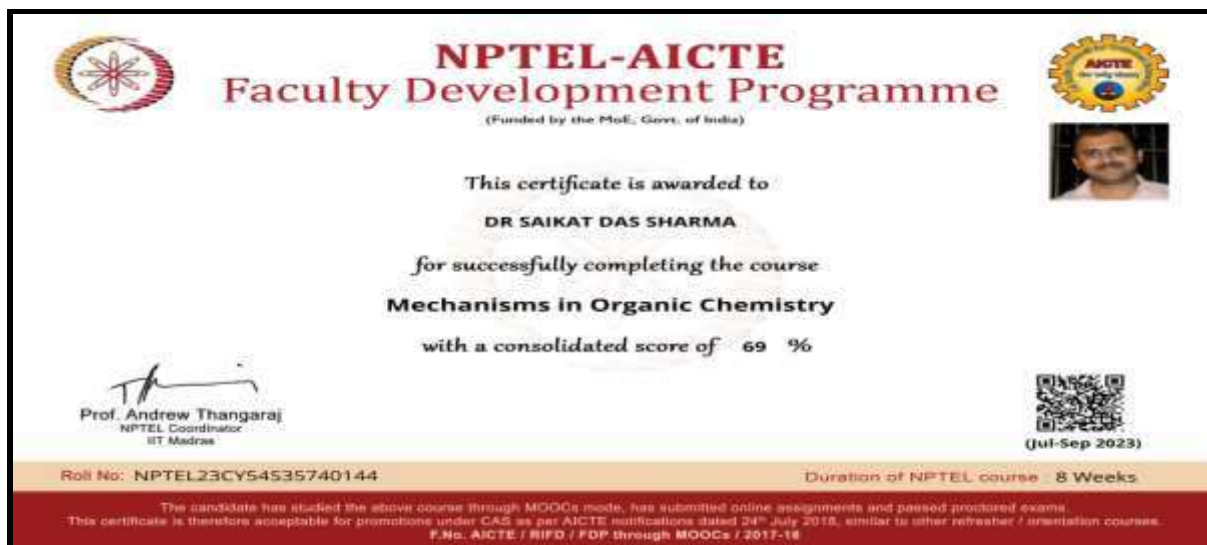 NPTEL-AICTE
Faculty Development Programme
(Funded by the MoE, Govt. of India)
AICTE
This certificate is awarded to
DR SAIKAT DAS SHARMA
for successfully completing the course
Mechanisms in Organic Chemistry
with a consolidated score of 69 %
Prof. Andrew Thangaraj
NPTEL Coordinator
IIT Madras
(Jul-Sep 2023)
Roll No: NPTEL23CY54535740144
Duration of NPTEL course : 8 Weeks
The candidate has studied the above course through MOOCs mode, has submitted online assignments and passed proctored exams.
This certificate is therefore acceptable for promotions under CAS as per AICTE notifications dated 24th July 2018, similar to other refresher / orientation courses.
F.No. AICTE / RIFD / FDP through MOOCs / 2017-18